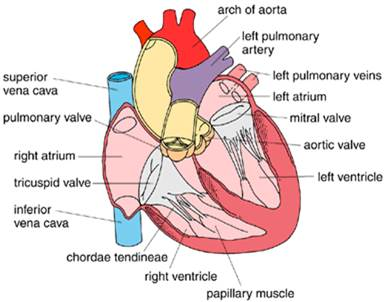 arch of aorta
left pulmonary
artery
superior
vena cava
left pulmonary veins
left atrium
pulmonary valve
mitral valve
aortic valve
right atrium
left ventricle
tricuspid valve
inferior
vena cava
chordae tendineae
right ventricle
papillary muscle